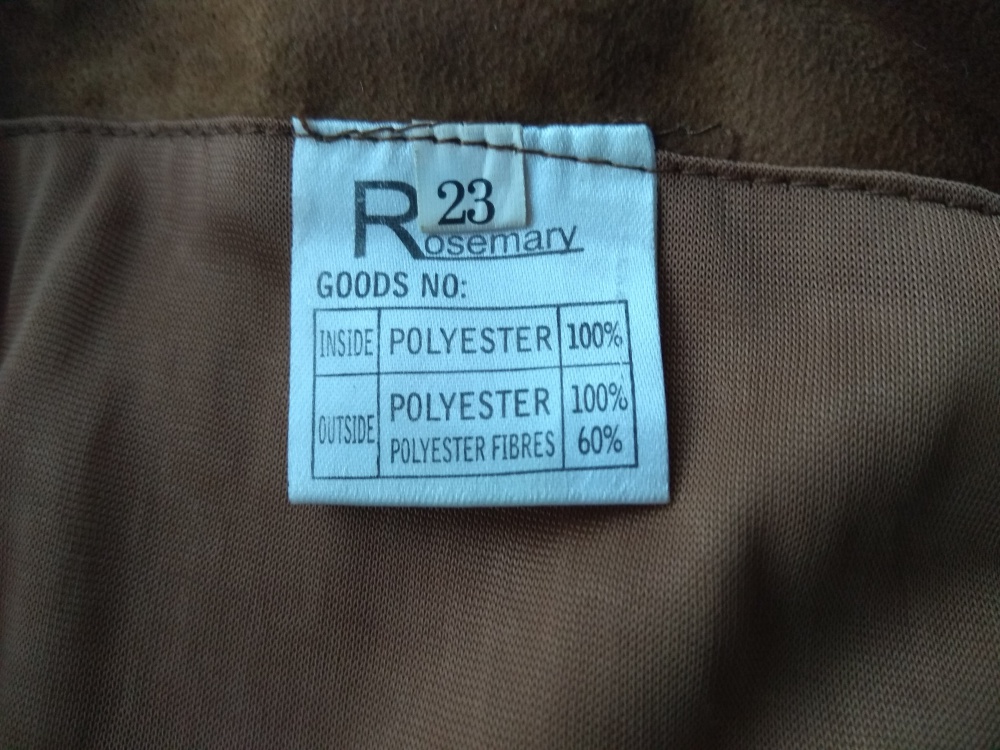 23
Rosemary
GOODS NO:
INSIDE POLYESTER 100%
OUTSIDE POLYESTER 100%
POLYESTER FIBRES 60%